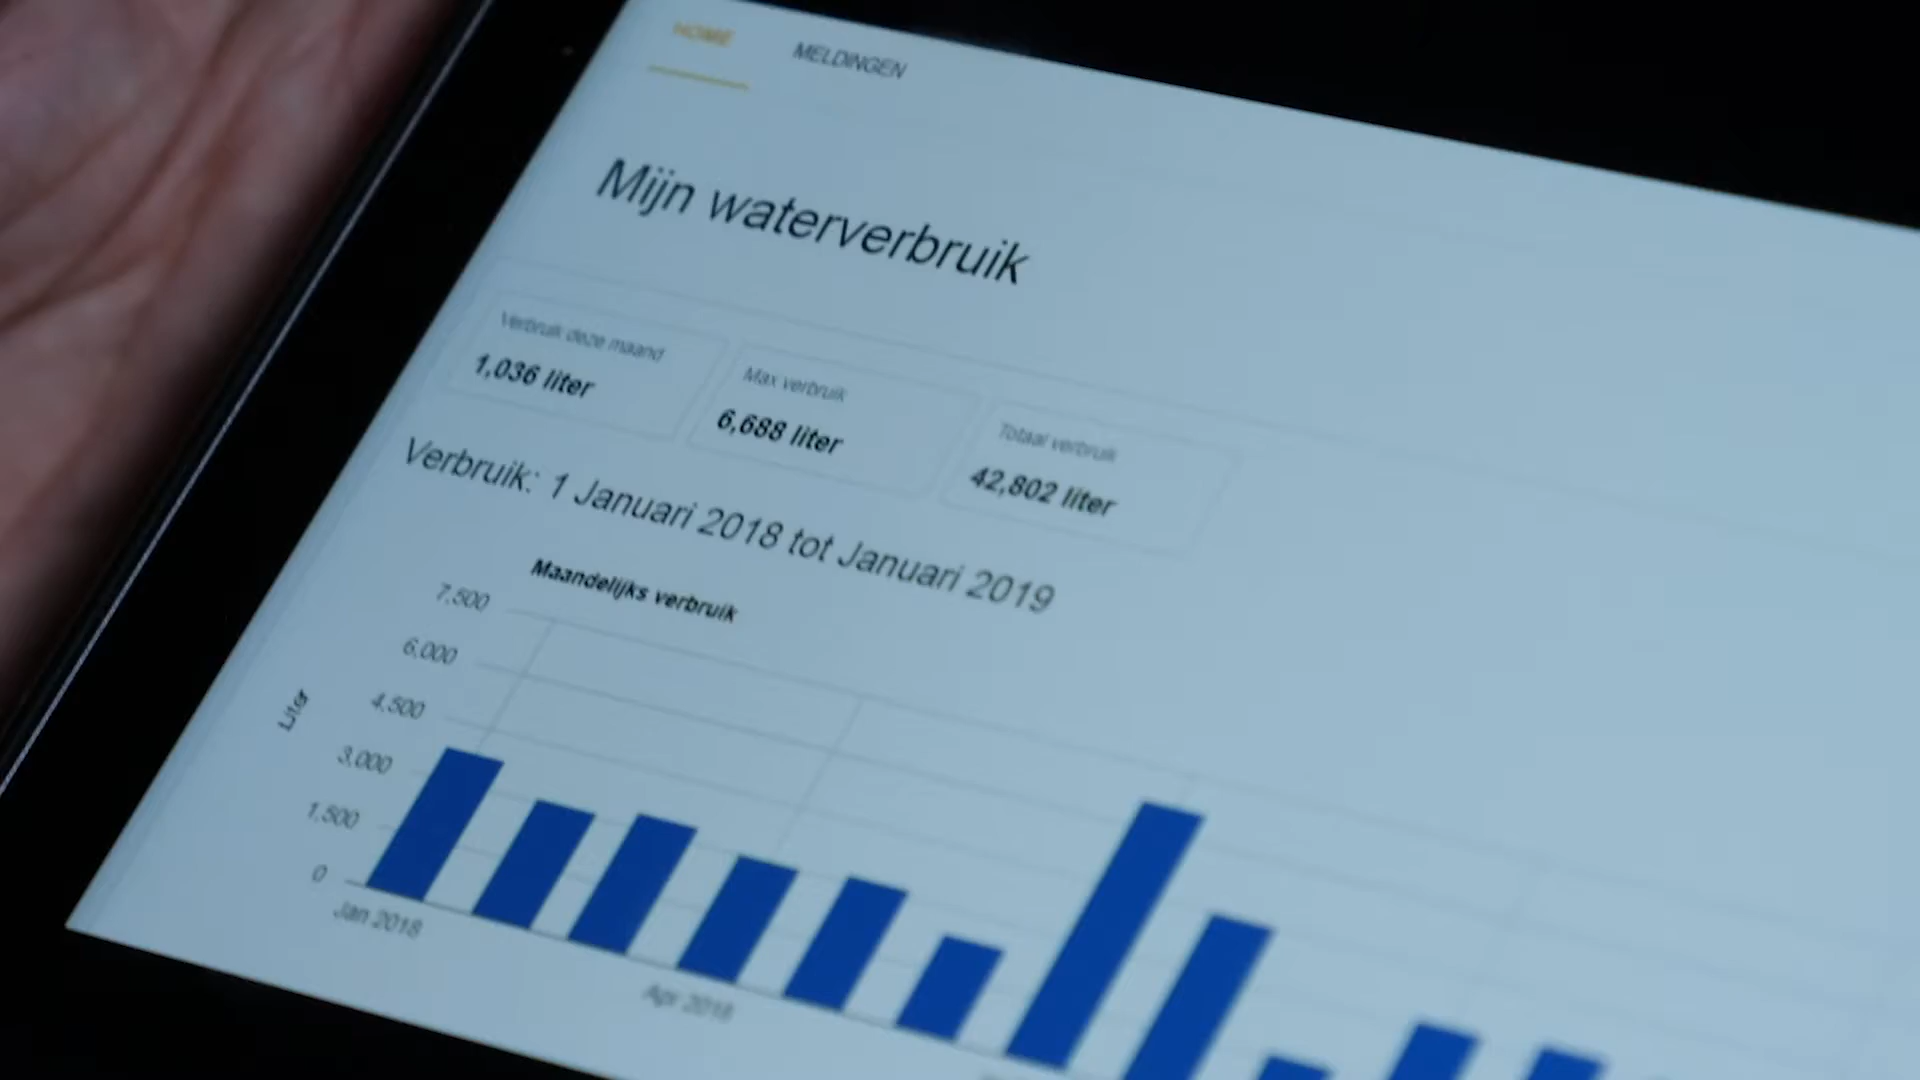 HOME MELDINGEN
Mijn waterverbruik
Verbruik deze maand
1,036 liter
Max verbruik
6,688 liter
Totaal verbruik
42,802 liter
Verbruik: 1 Januari 2018 tot Januari 2019
Maandelijks verbruik
7,500
6,000
4,500
3,000
1,500
0
Liter
Jan 2018
Apr 2018